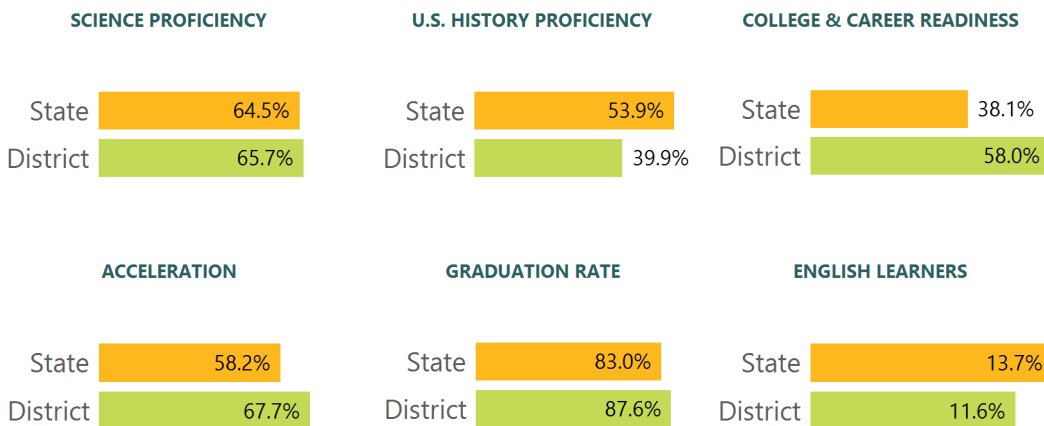 SCIENCE PROFICIENCY
State 64.5%
District 65.7%
U.S. HISTORY PROFICIENCY
State 53.9%
District 39.9%
COLLEGE & CAREER READINESS
State 38.1%
District 58.0%
ACCELERATION
State 58.2%
District 67.7%
GRADUATION RATE
State 83.0%
District 87.6%
ENGLISH LEARNERS
State 13.7%
District 11.6%